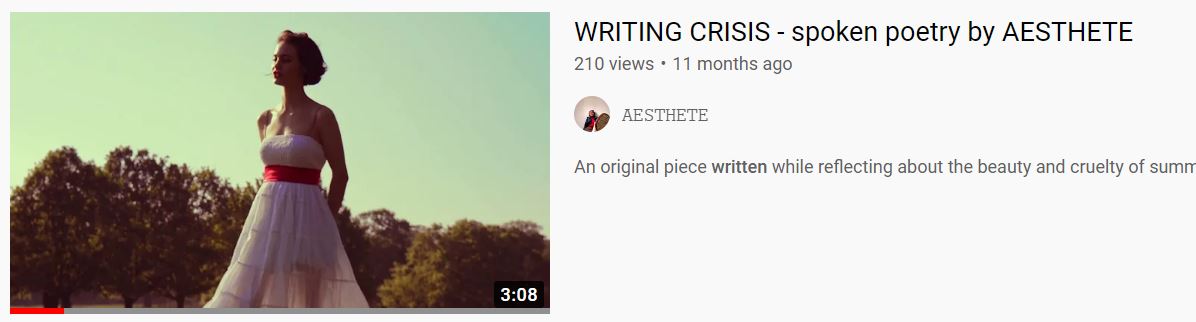 WRITING CRISIS - spoken poetry by AESTHETE
210 views • 11 months ago
AESTHETE
An original piece written while reflecting about the beauty and cruelty of summ
3:08